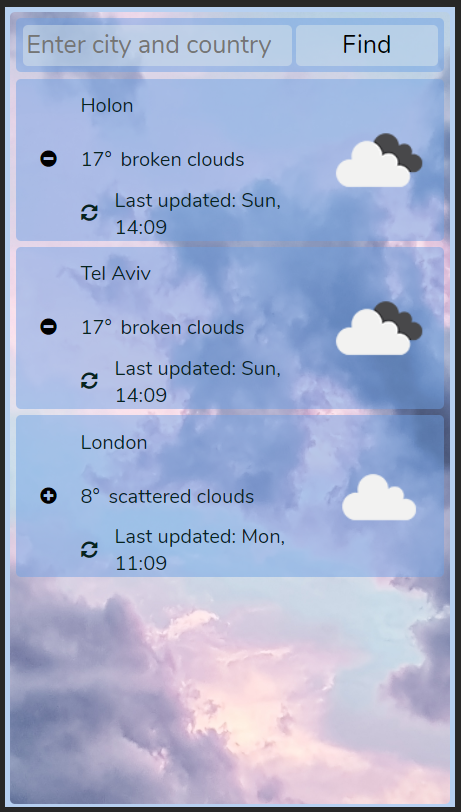 Enter city and country Find
Holon
17° broken clouds
Last updated: Sun,
14:09
Tel Aviv
17° broken clouds
Last updated: Sun,
14:09
London
8° scattered clouds
Last updated: Mon,
11:09